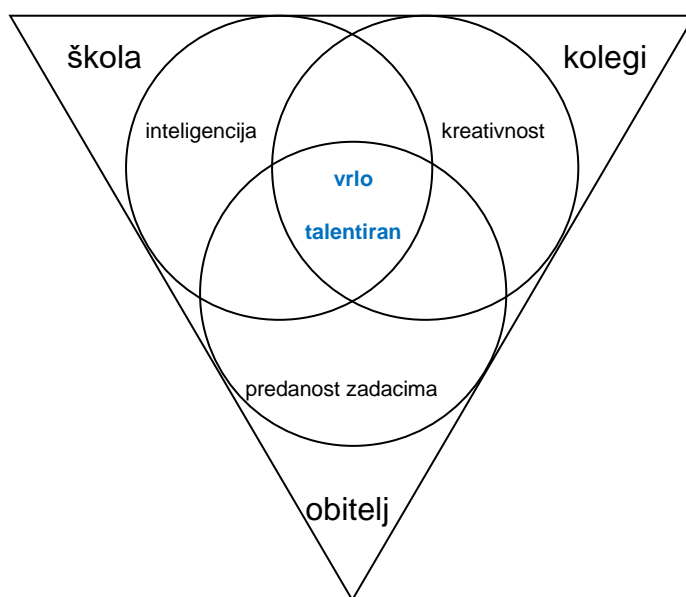 škola
kolegi
inteligencija
kreativnost
vrlo
talentiran
predanost zadacima
obitelj